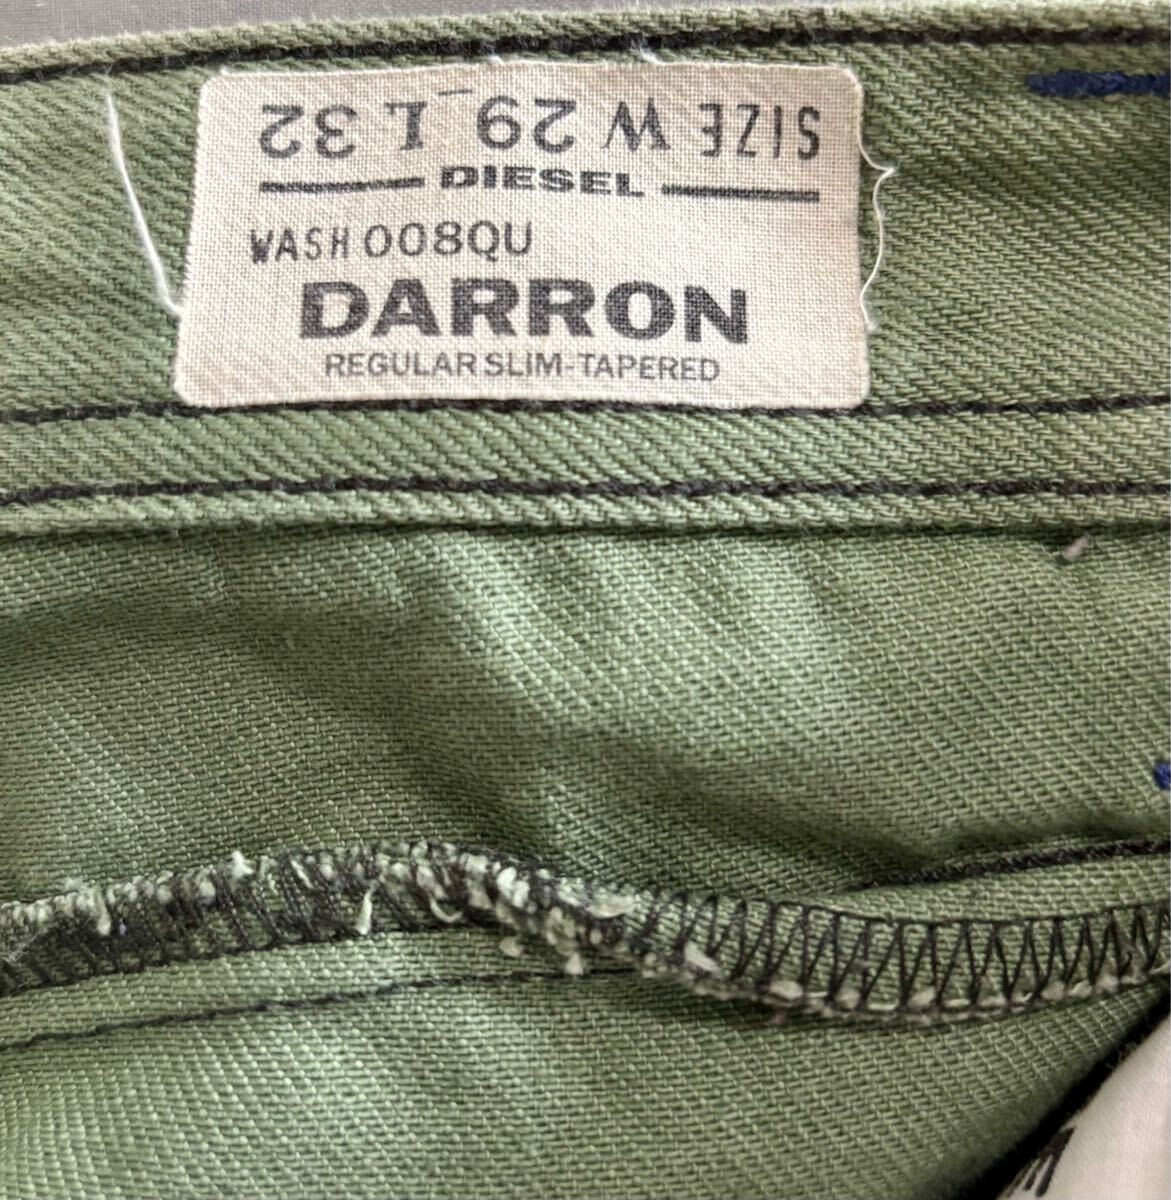 SIZE W 29 L 32
DIESEL
WASH 008QU
DARRON
REGULAR SLIM-TAPERED